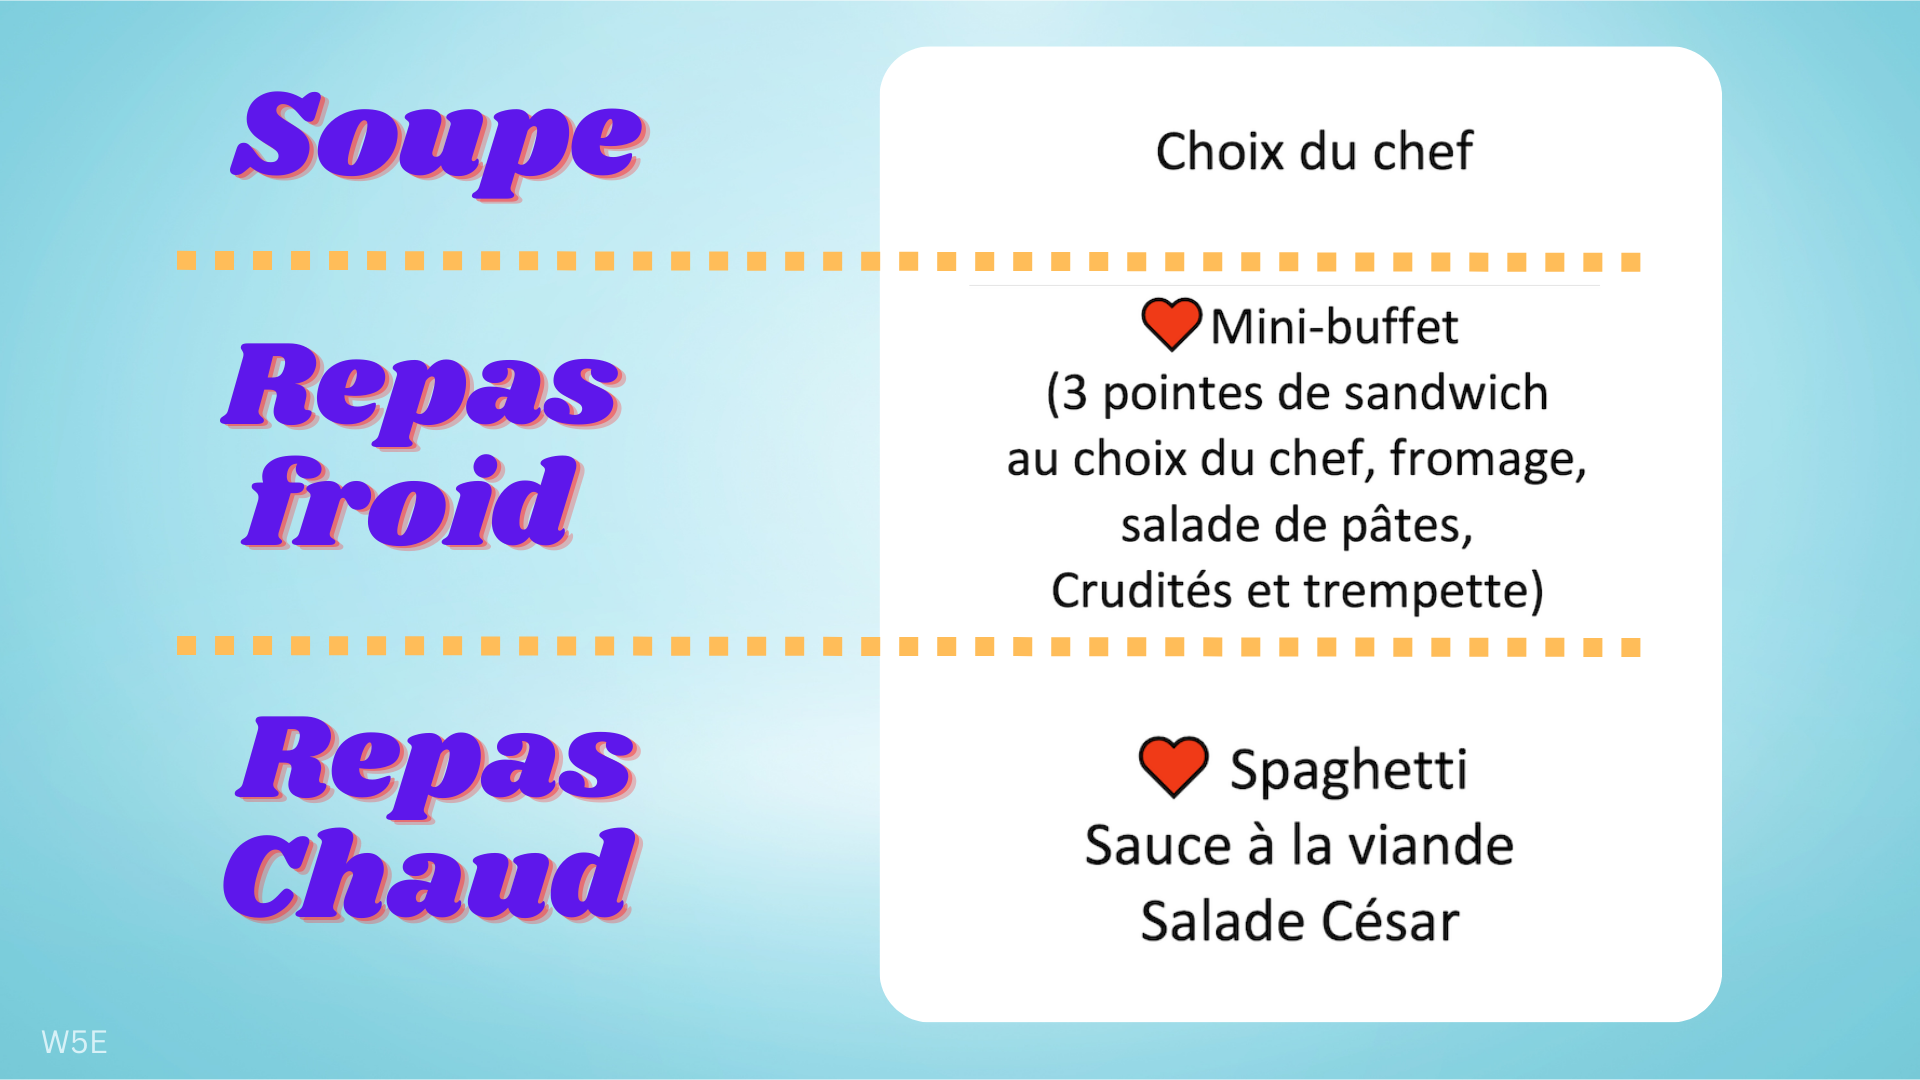 Soupe
Choix du chef
Repas
froid
Mini-buffet
(3 pointes de sandwich
au choix du chef, fromage,
salade de pâtes,
Crudités et trempette)
Repas
Chaud
Spaghetti
Sauce à la viande
Salade César
W5E